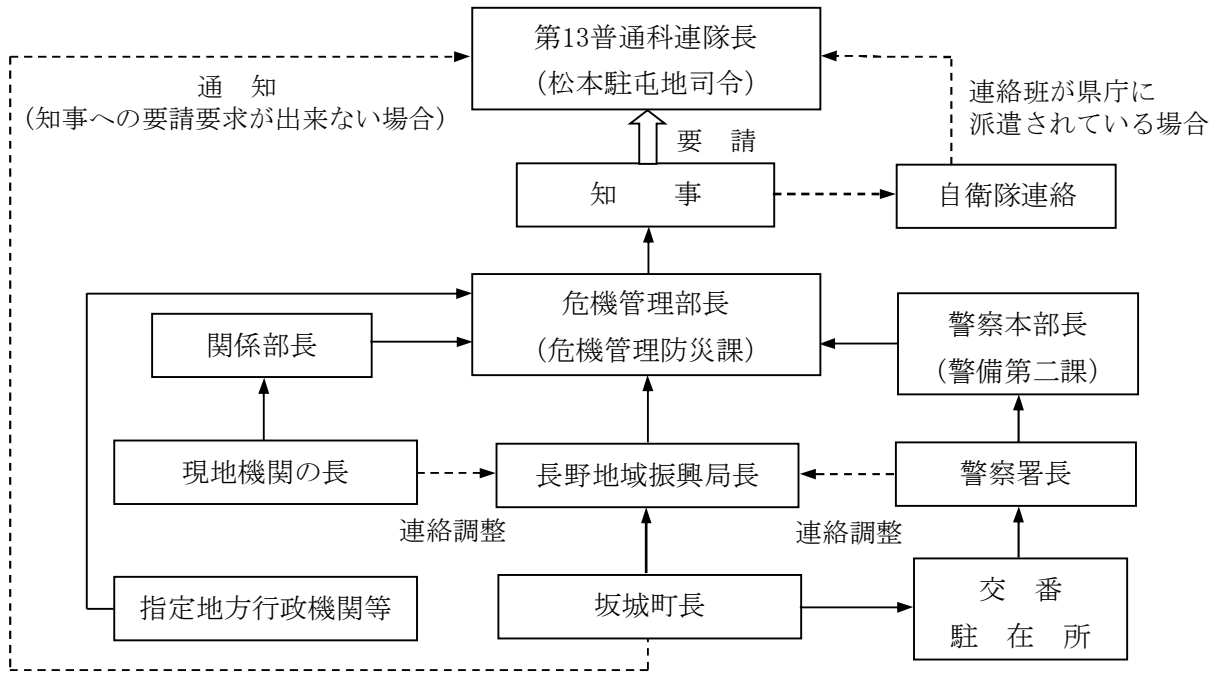 第13普通科連隊長
(松本駐屯地司令)
通 知
(知事への要請要求が出来ない場合)
連絡班が県庁に
派遣されている場合
要 請
知 事
自衛隊連絡
危機管理部長
(危機管理防災課)
関係部長
警察本部長
(警備第二課)
現地機関の長
長野地域振興局長
警察署長
連絡調整
連絡調整
指定地方行政機関等
坂城町長
交 番
駐 在 所